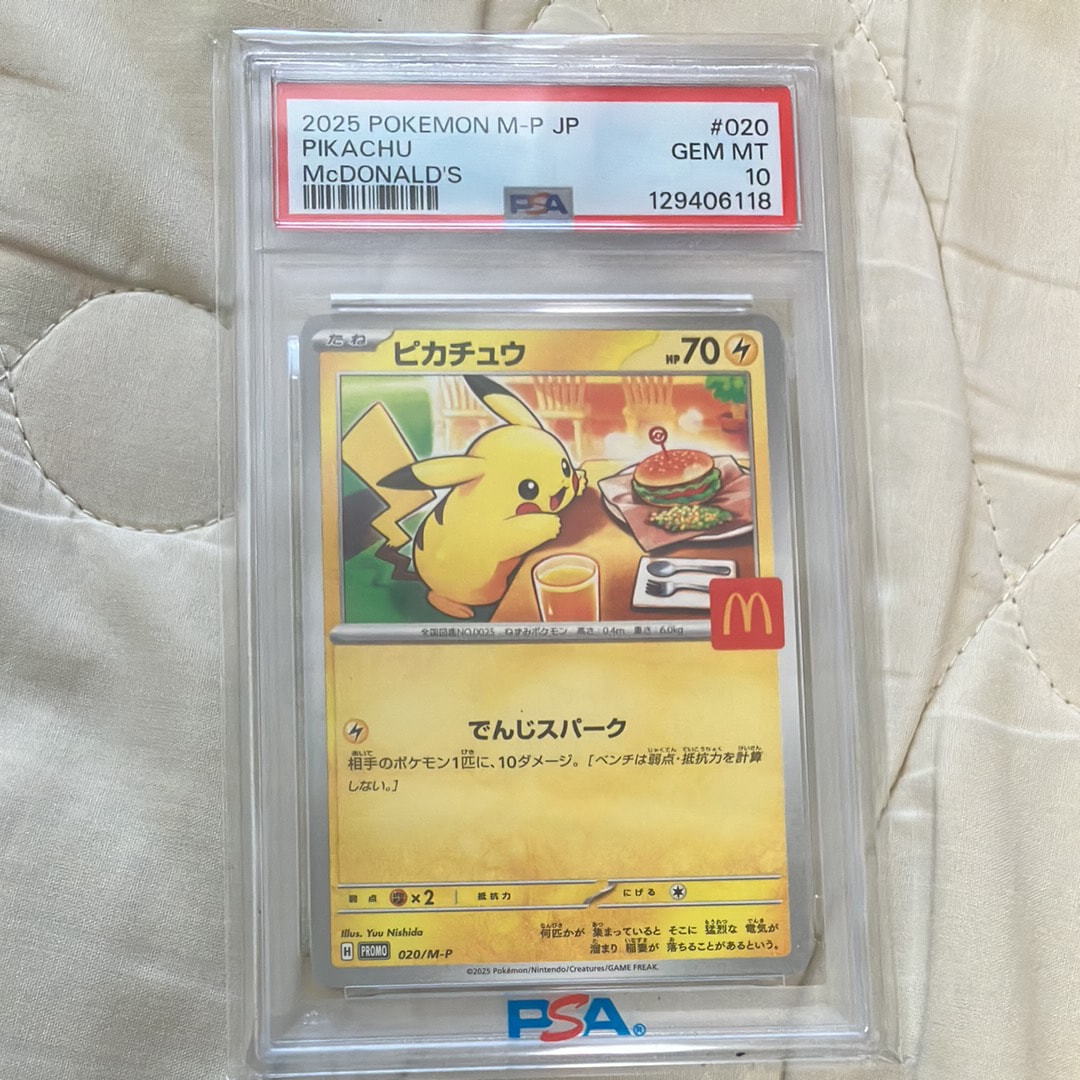 2025 POKEMON M-P JP
#020
PIKACHU
GEM MT
McDONALD'S
10
PSA
129406118
たね
ピカチュウ
HP70
全国図鑑NO.0025 ねずみポケモン 高さ:0.4m 重さ:6.0kg
でんじスパーク
相手のポケモン1匹に、10ダメージ。[ベンチは弱点・抵抗力を計算
しない。]
弱点 ×2 抵抗力 にげる
Illus. Yuu Nishida
何匹かが 集まっていると そこに 猛烈な 電気が
溜まり 稲妻が 落ちることがあるという。
H PROMO 020/M-P
©2025 Pokémon/Nintendo/Creatures/GAME FREAK.
PSA®